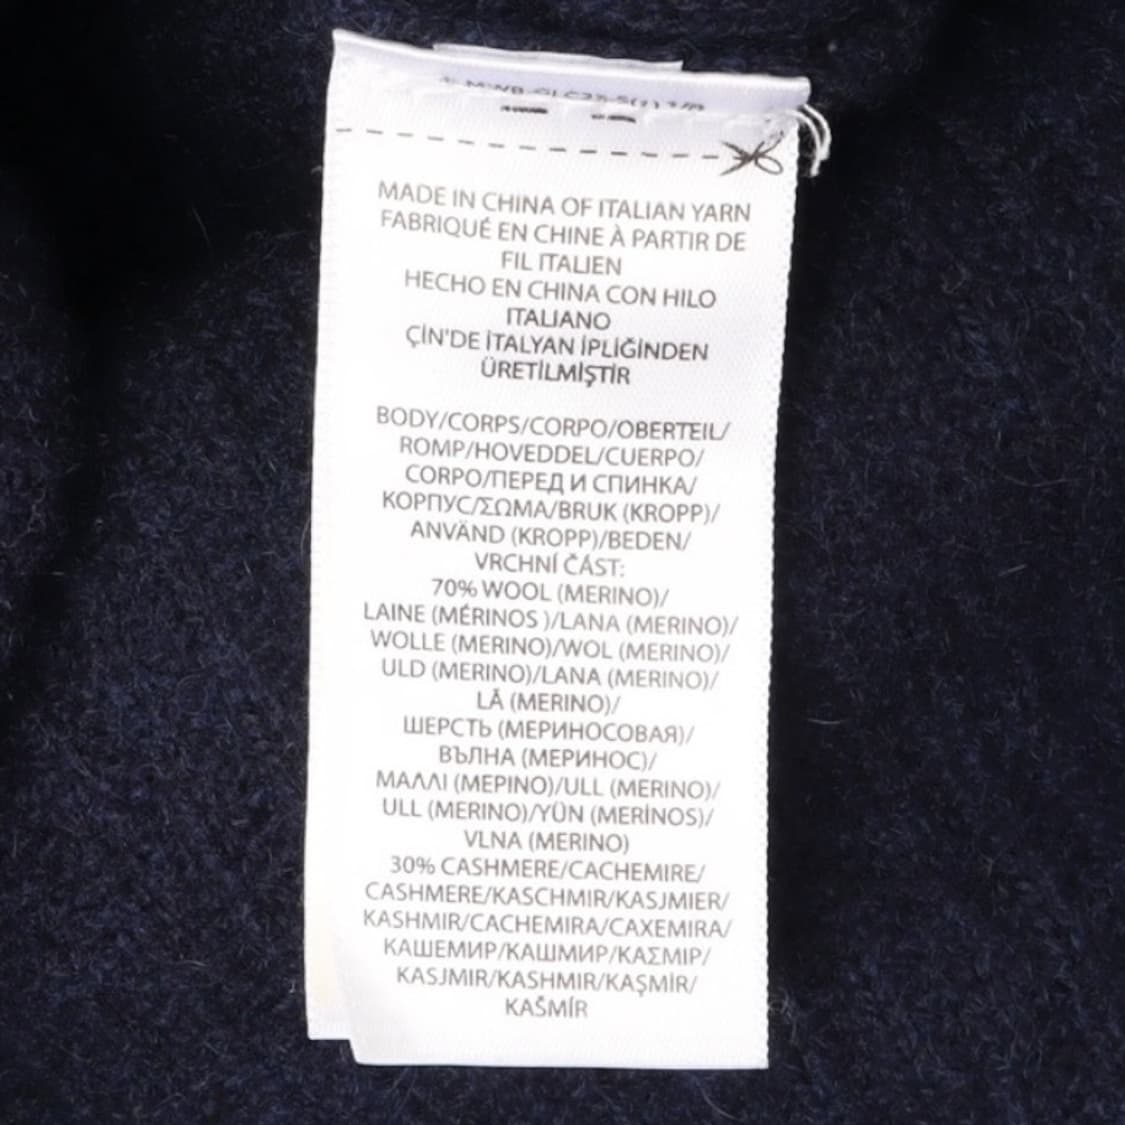 MADE IN CHINA OF ITALIAN YARN
FABRIQUÉ EN CHINE À PARTIR DE
FIL ITALIEN
HECHO EN CHINA CON HILO
ITALIANO
ÇİN'DE İTALYAN İPLİĞİNDEN
ÜRETİLMİŞTİR
BODY/CORPS/CORPO/OBERTEIL/
ROMP/HOVEDDEL/CUERPO/
CORPO/ПЕРЕД И СПИНКА/
КОРПУС/ΣΩΜΑ/BRUK (KROPP)/
ANVÄND (KROPP)/BEDEN/
VRCHNÍ ČÁST:
70% WOOL (MERINO)/
LAINE (MÉRINOS )/LANA (MERINO)/
WOLLE (MERINO)/WOL (MERINO)/
ULD (MERINO)/LANA (MERINO)/
LÃ (MERINO)/
ШЕРСТЬ (МЕРИНОСОВАЯ)/
ВЪЛНА (МЕРИНОС)/
ΜΑΛΛΙ (ΜΕΡΙΝΟ)/ULL (MERINO)/
ULL (MERINO)/YÜN (MERİNOS)/
VLNA (MERINO)
30% CASHMERE/CACHEMIRE/
CASHMERE/KASCHMIR/KASJMIER/
KASHMIR/CACHEMIRA/CAXEMIRA/
КАШЕМИР/КАШМИР/ΚΑΣΜΙΡ/
KASJMIR/KASHMIR/KAŞMİR/
KAŠMÍR